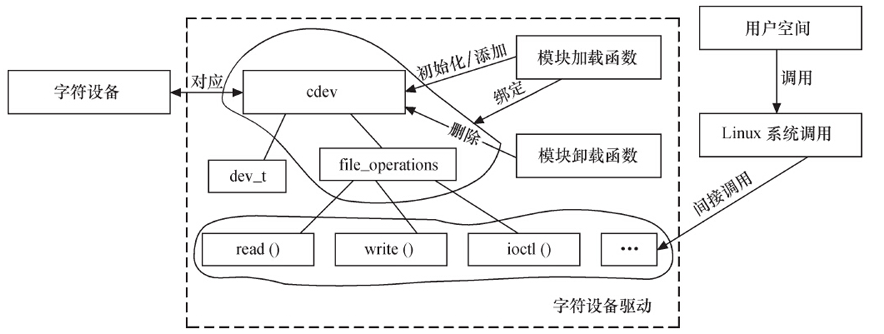 用户空间
初始化/添加
模块加载函数
字符设备
对应
cdev
绑定
调用
删除
模块卸载函数
Linux 系统调用
dev_t
file_operations
间接调用
read ()
write ()
ioctl ()
...
字符设备驱动